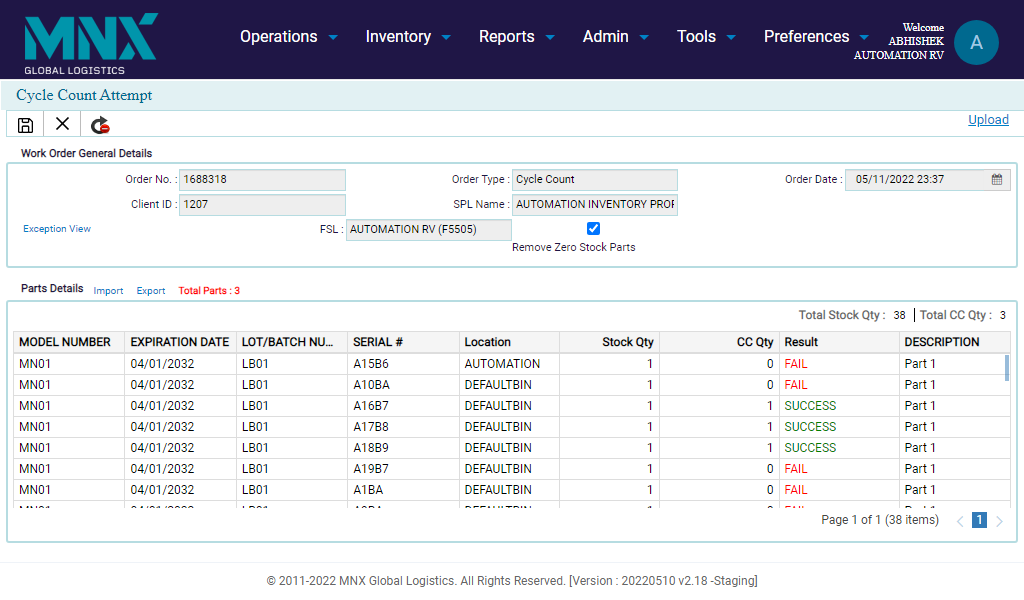 MNX
GLOBAL LOGISTICS
Operations Inventory Reports Admin Tools Preferences
Welcome
ABHISHEK
AUTOMATION RV
A
Cycle Count Attempt
Upload
Work Order General Details
Order No. : 1688318 Order Type : Cycle Count Order Date : 05/11/2022 23:37
Client ID : 1207 SPL Name : AUTOMATION INVENTORY PROF
Exception View FSL : AUTOMATION RV (F5505)
Remove Zero Stock Parts
Parts Details Import Export Total Parts : 3
Total Stock Qty : 38 Total CC Qty : 3
MODEL NUMBER EXPIRATION DATE LOT/BATCH NU... SERIAL # Location Stock Qty CC Qty Result DESCRIPTION
MN01 04/01/2032 LB01 A15B6 AUTOMATION 1 0 FAIL Part 1
MN01 04/01/2032 LB01 A10BA DEFAULTBIN 1 0 FAIL Part 1
MN01 04/01/2032 LB01 A16B7 DEFAULTBIN 1 1 SUCCESS Part 1
MN01 04/01/2032 LB01 A17B8 DEFAULTBIN 1 1 SUCCESS Part 1
MN01 04/01/2032 LB01 A18B9 DEFAULTBIN 1 1 SUCCESS Part 1
MN01 04/01/2032 LB01 A19B7 DEFAULTBIN 1 0 FAIL Part 1
MN01 04/01/2032 LB01 A1BA DEFAULTBIN 1 0 FAIL Part 1
Page 1 of 1 (38 items) 1
© 2011-2022 MNX Global Logistics. All Rights Reserved. [Version : 20220510 v2.18 -Staging]